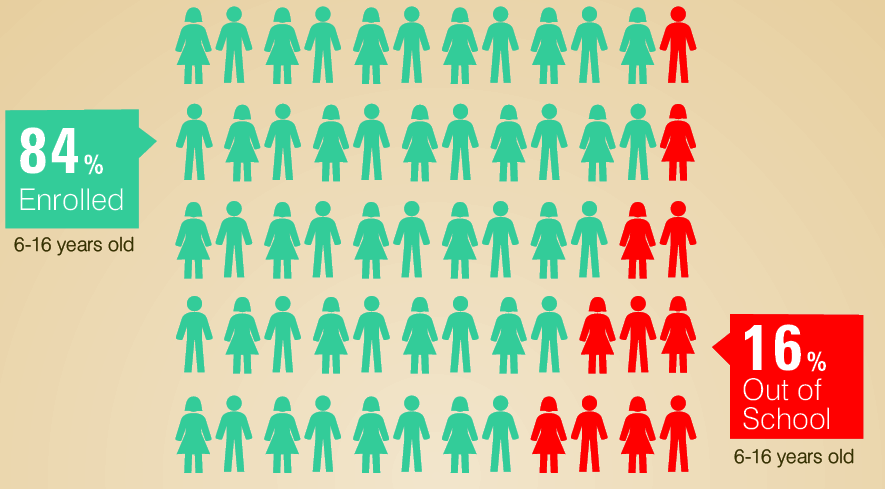 84%
Enrolled
6-16 years old
16%
Out of
School
6-16 years old